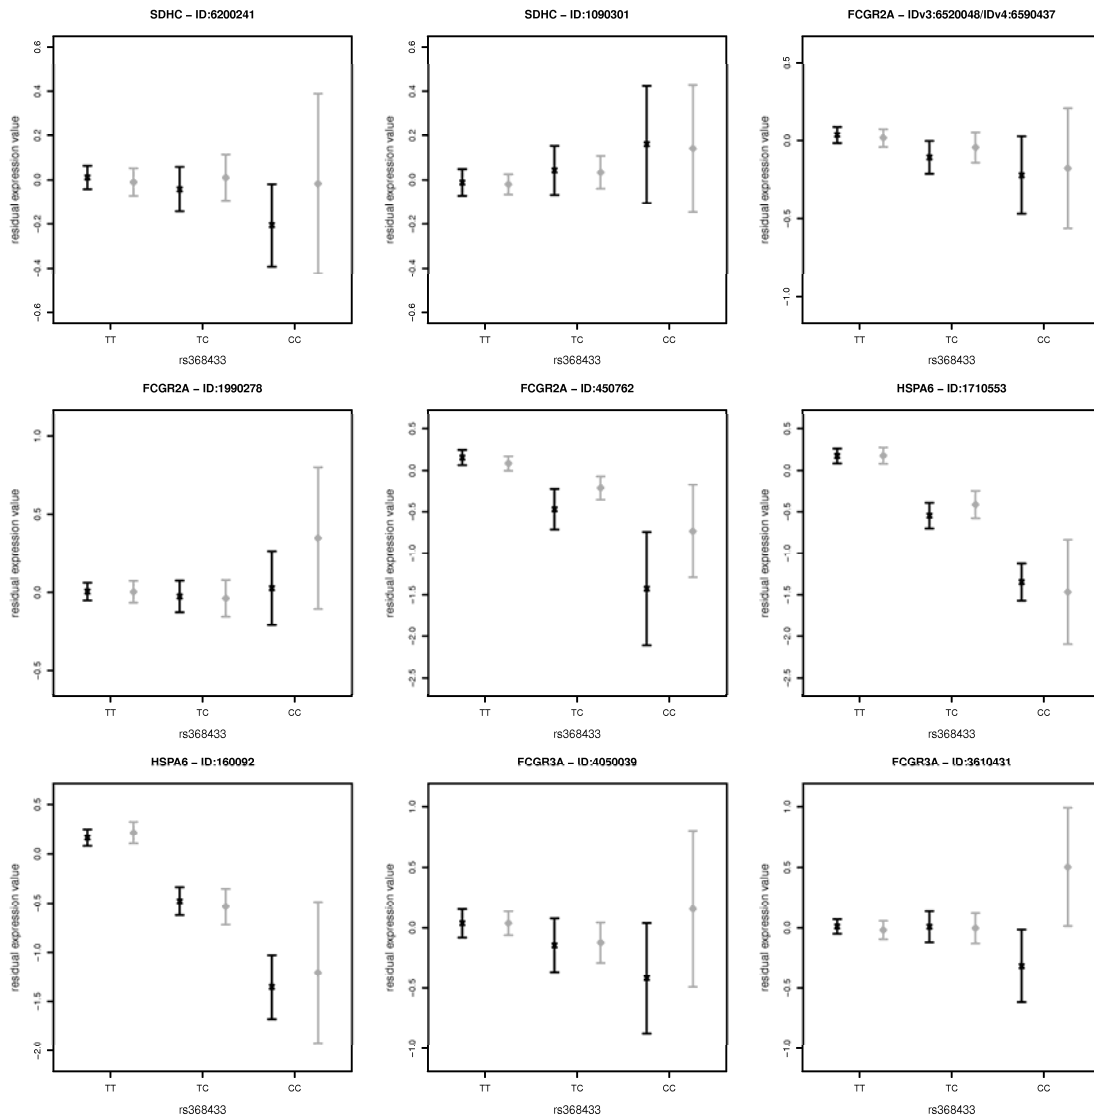 SDHC – ID:6200241
SDHC – ID:1090301
FCGR2A – IDv3:6520048/IDv4:6590437
residual expression value
0.6
0.4
0.2
0.0
−0.2
−0.4
−0.6
TT TC CC
rs368433
residual expression value
0.6
0.4
0.2
0.0
−0.2
−0.4
−0.6
TT TC CC
rs368433
residual expression value
0.5
0.0
−0.5
−1.0
TT TC CC
rs368433
FCGR2A – ID:1990278
FCGR2A – ID:450762
HSPA6 – ID:1710553
residual expression value
1.0
0.5
0.0
−0.5
TT TC CC
rs368433
residual expression value
0.5
0.0
−0.5
−1.0
−1.5
−2.0
−2.5
TT TC CC
rs368433
residual expression value
0.5
0.0
−0.5
−1.0
−1.5
−2.0
−2.5
TT TC CC
rs368433
HSPA6 – ID:160092
FCGR3A – ID:4050039
FCGR3A – ID:3610431
residual expression value
0.5
0.0
−0.5
−1.0
−1.5
−2.0
TT TC CC
rs368433
residual expression value
1.0
0.5
0.0
−0.5
−1.0
TT TC CC
rs368433
residual expression value
1.0
0.5
0.0
−0.5
−1.0
TT TC CC
rs368433